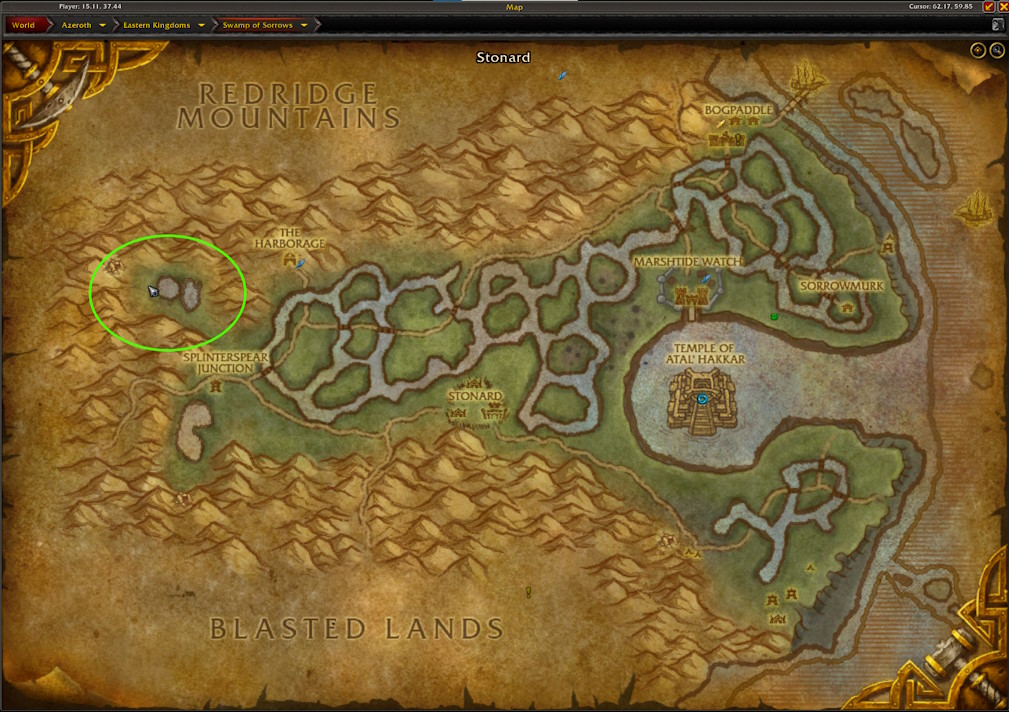 Player: 15.11, 37.44
Map
Cursor: 62.17, 59.85
World
Azeroth
Eastern Kingdoms
Swamp of Sorrows
Stonard
REDRIDGE
MOUNTAINS
BOGPADDLE
THE
HARBORAGE
MARSHTIDE WATCH
SORROWMURK
SPLINTERSPEAR
JUNCTION
TEMPLE OF
ATAL' HAKKAR
STONARD
BLASTED LANDS